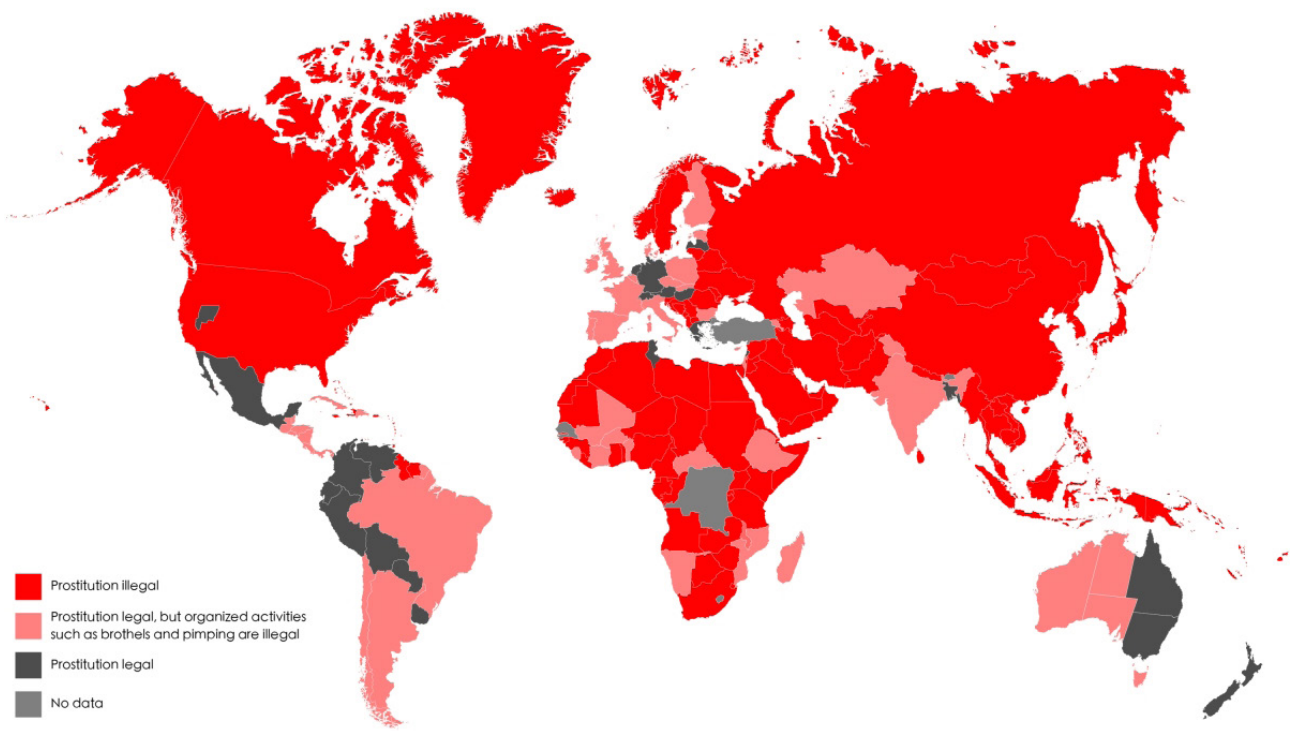 Prostitution illegal
Prostitution legal, but organized activities
such as brothels and pimping are illegal
Prostitution legal
No data